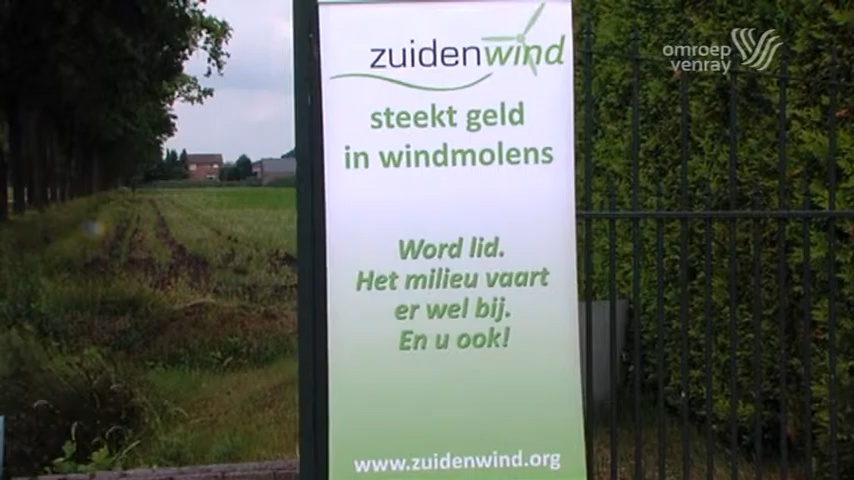 zuidenwind
steekt geld
in windmolens
Word lid.
Het milieu vaart
er wel bij.
En u ook!
www.zuidenwind.org
omroep
venray